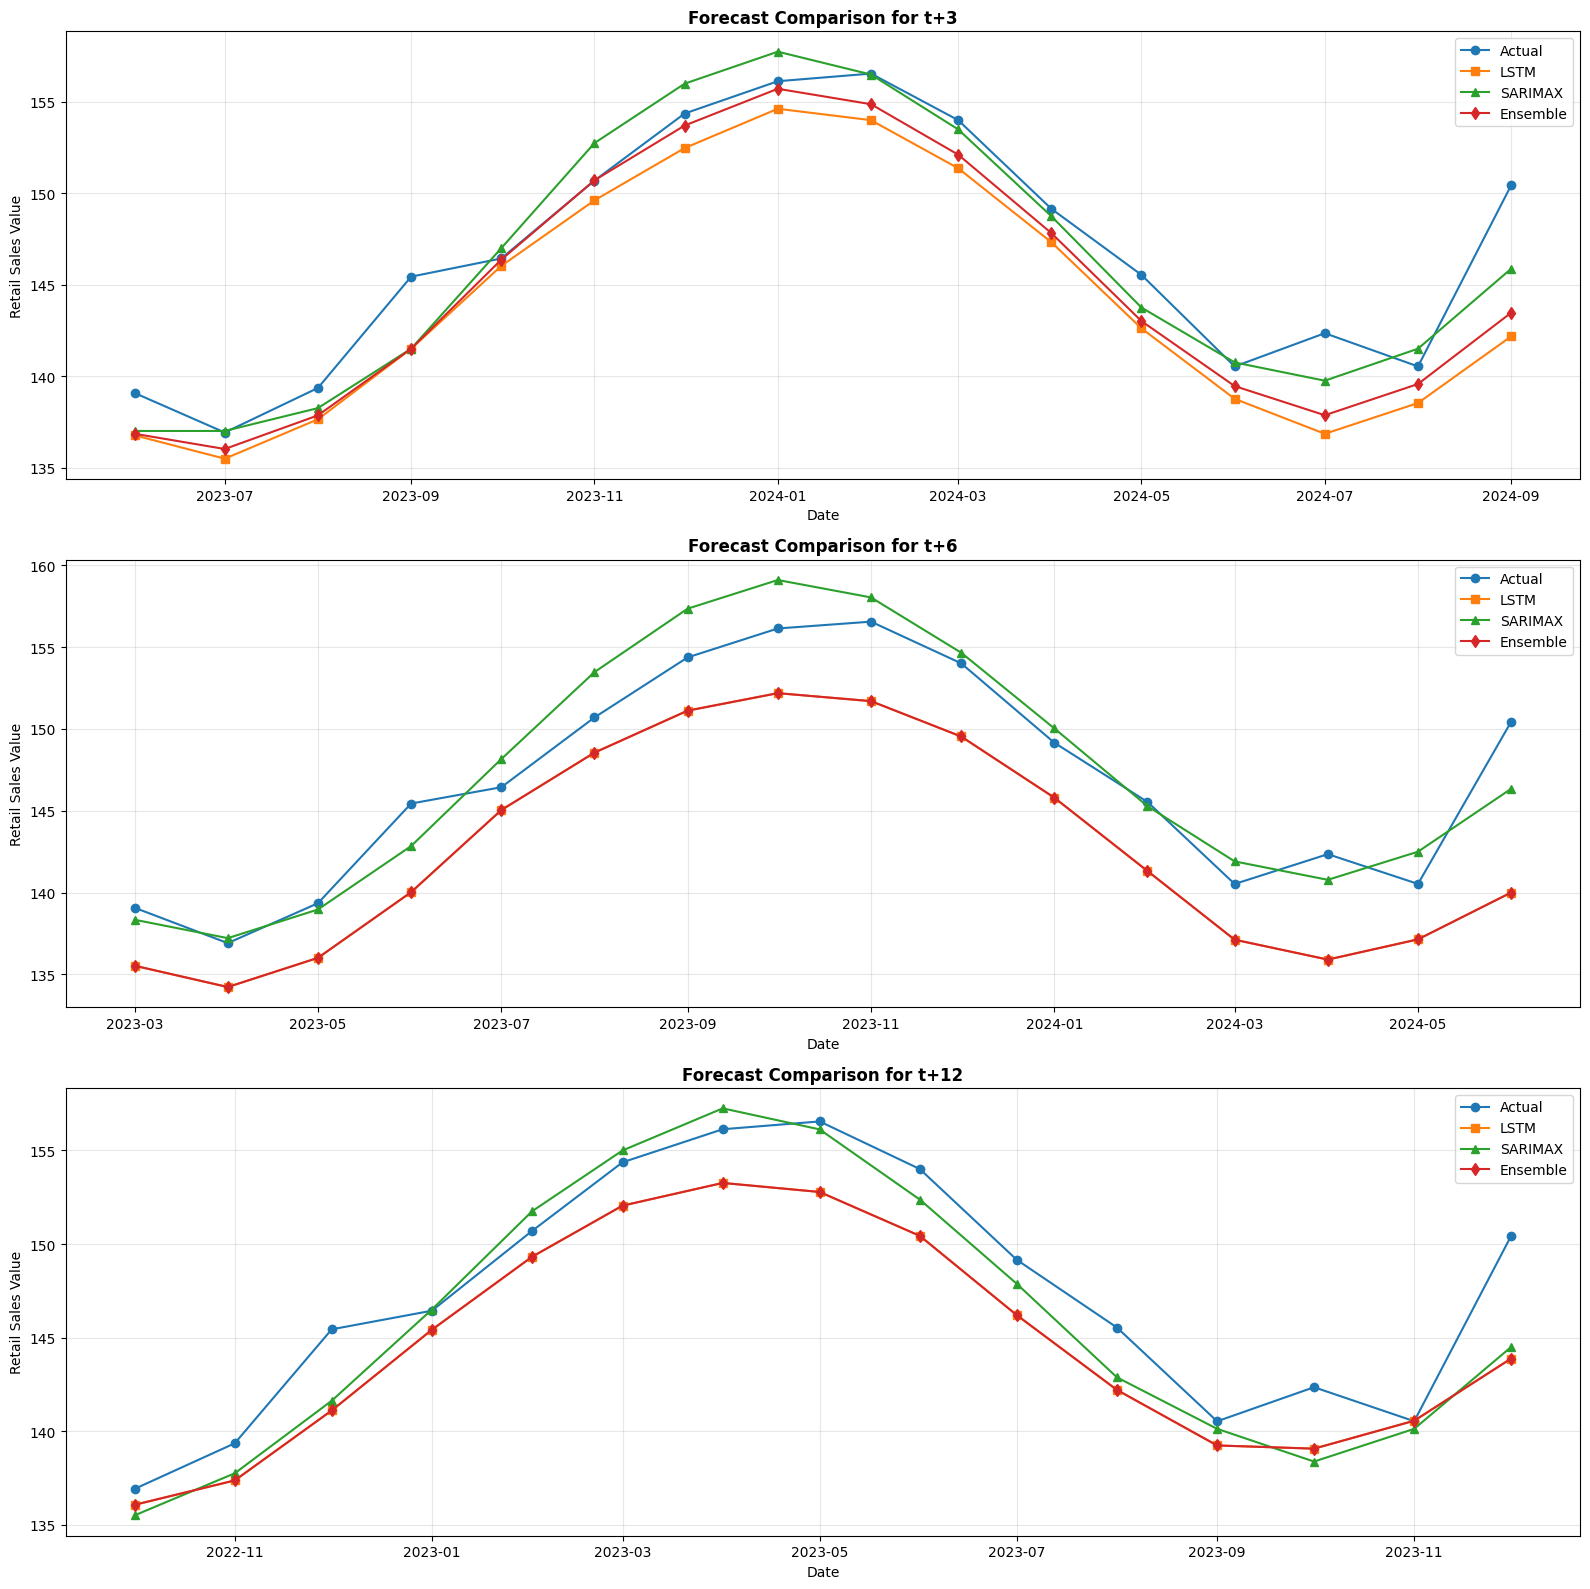 Forecast Comparison for t+3
Retail Sales Value
155
150
145
140
135
Actual
LSTM
SARIMAX
Ensemble
2023-07 2023-09 2023-11 2024-01 2024-03 2024-05 2024-07 2024-09
Date
Forecast Comparison for t+6
Retail Sales Value
160
155
150
145
140
135
Actual
LSTM
SARIMAX
Ensemble
2023-03 2023-05 2023-07 2023-09 2023-11 2024-01 2024-03 2024-05
Date
Forecast Comparison for t+12
Retail Sales Value
155
150
145
140
135
Actual
LSTM
SARIMAX
Ensemble
2022-11 2023-01 2023-03 2023-05 2023-07 2023-09 2023-11
Date